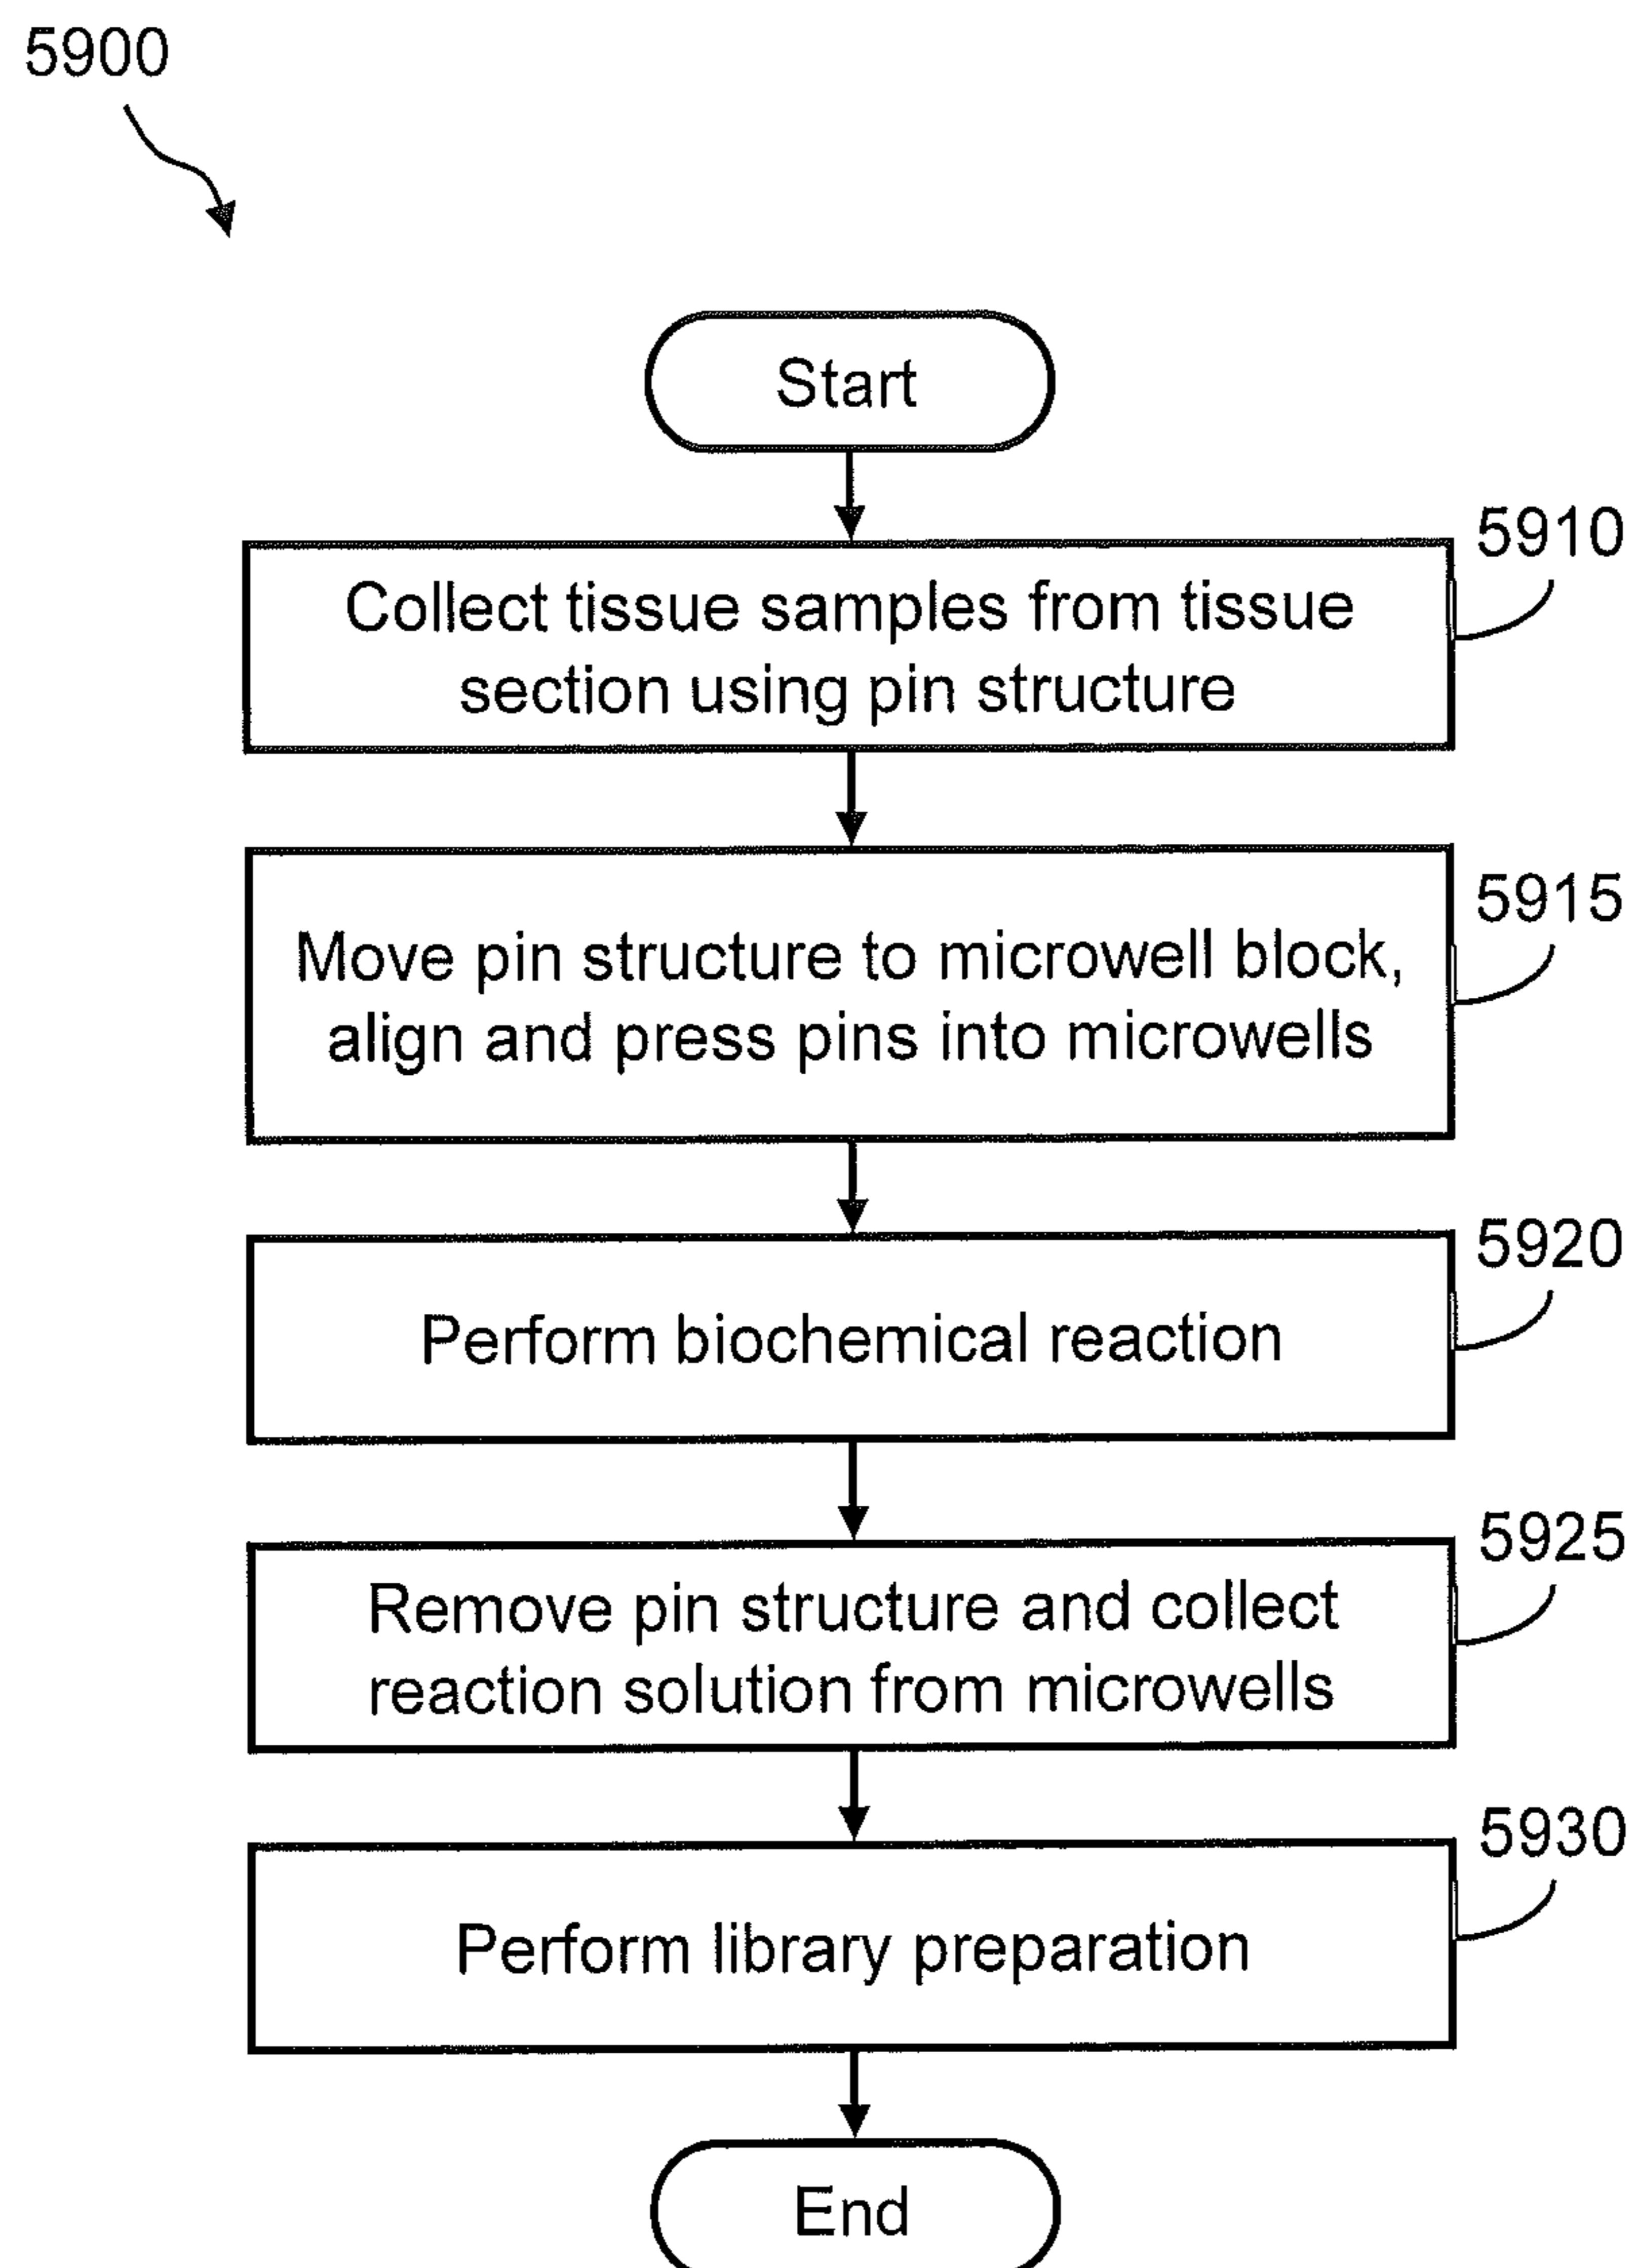 5900
Start
5910
Collect tissue samples from tissue
section using pin structure
5915
Move pin structure to microwell block,
align and press pins into microwells
5920
Perform biochemical reaction
5925
Remove pin structure and collect
reaction solution from microwells
5930
Perform library preparation
End